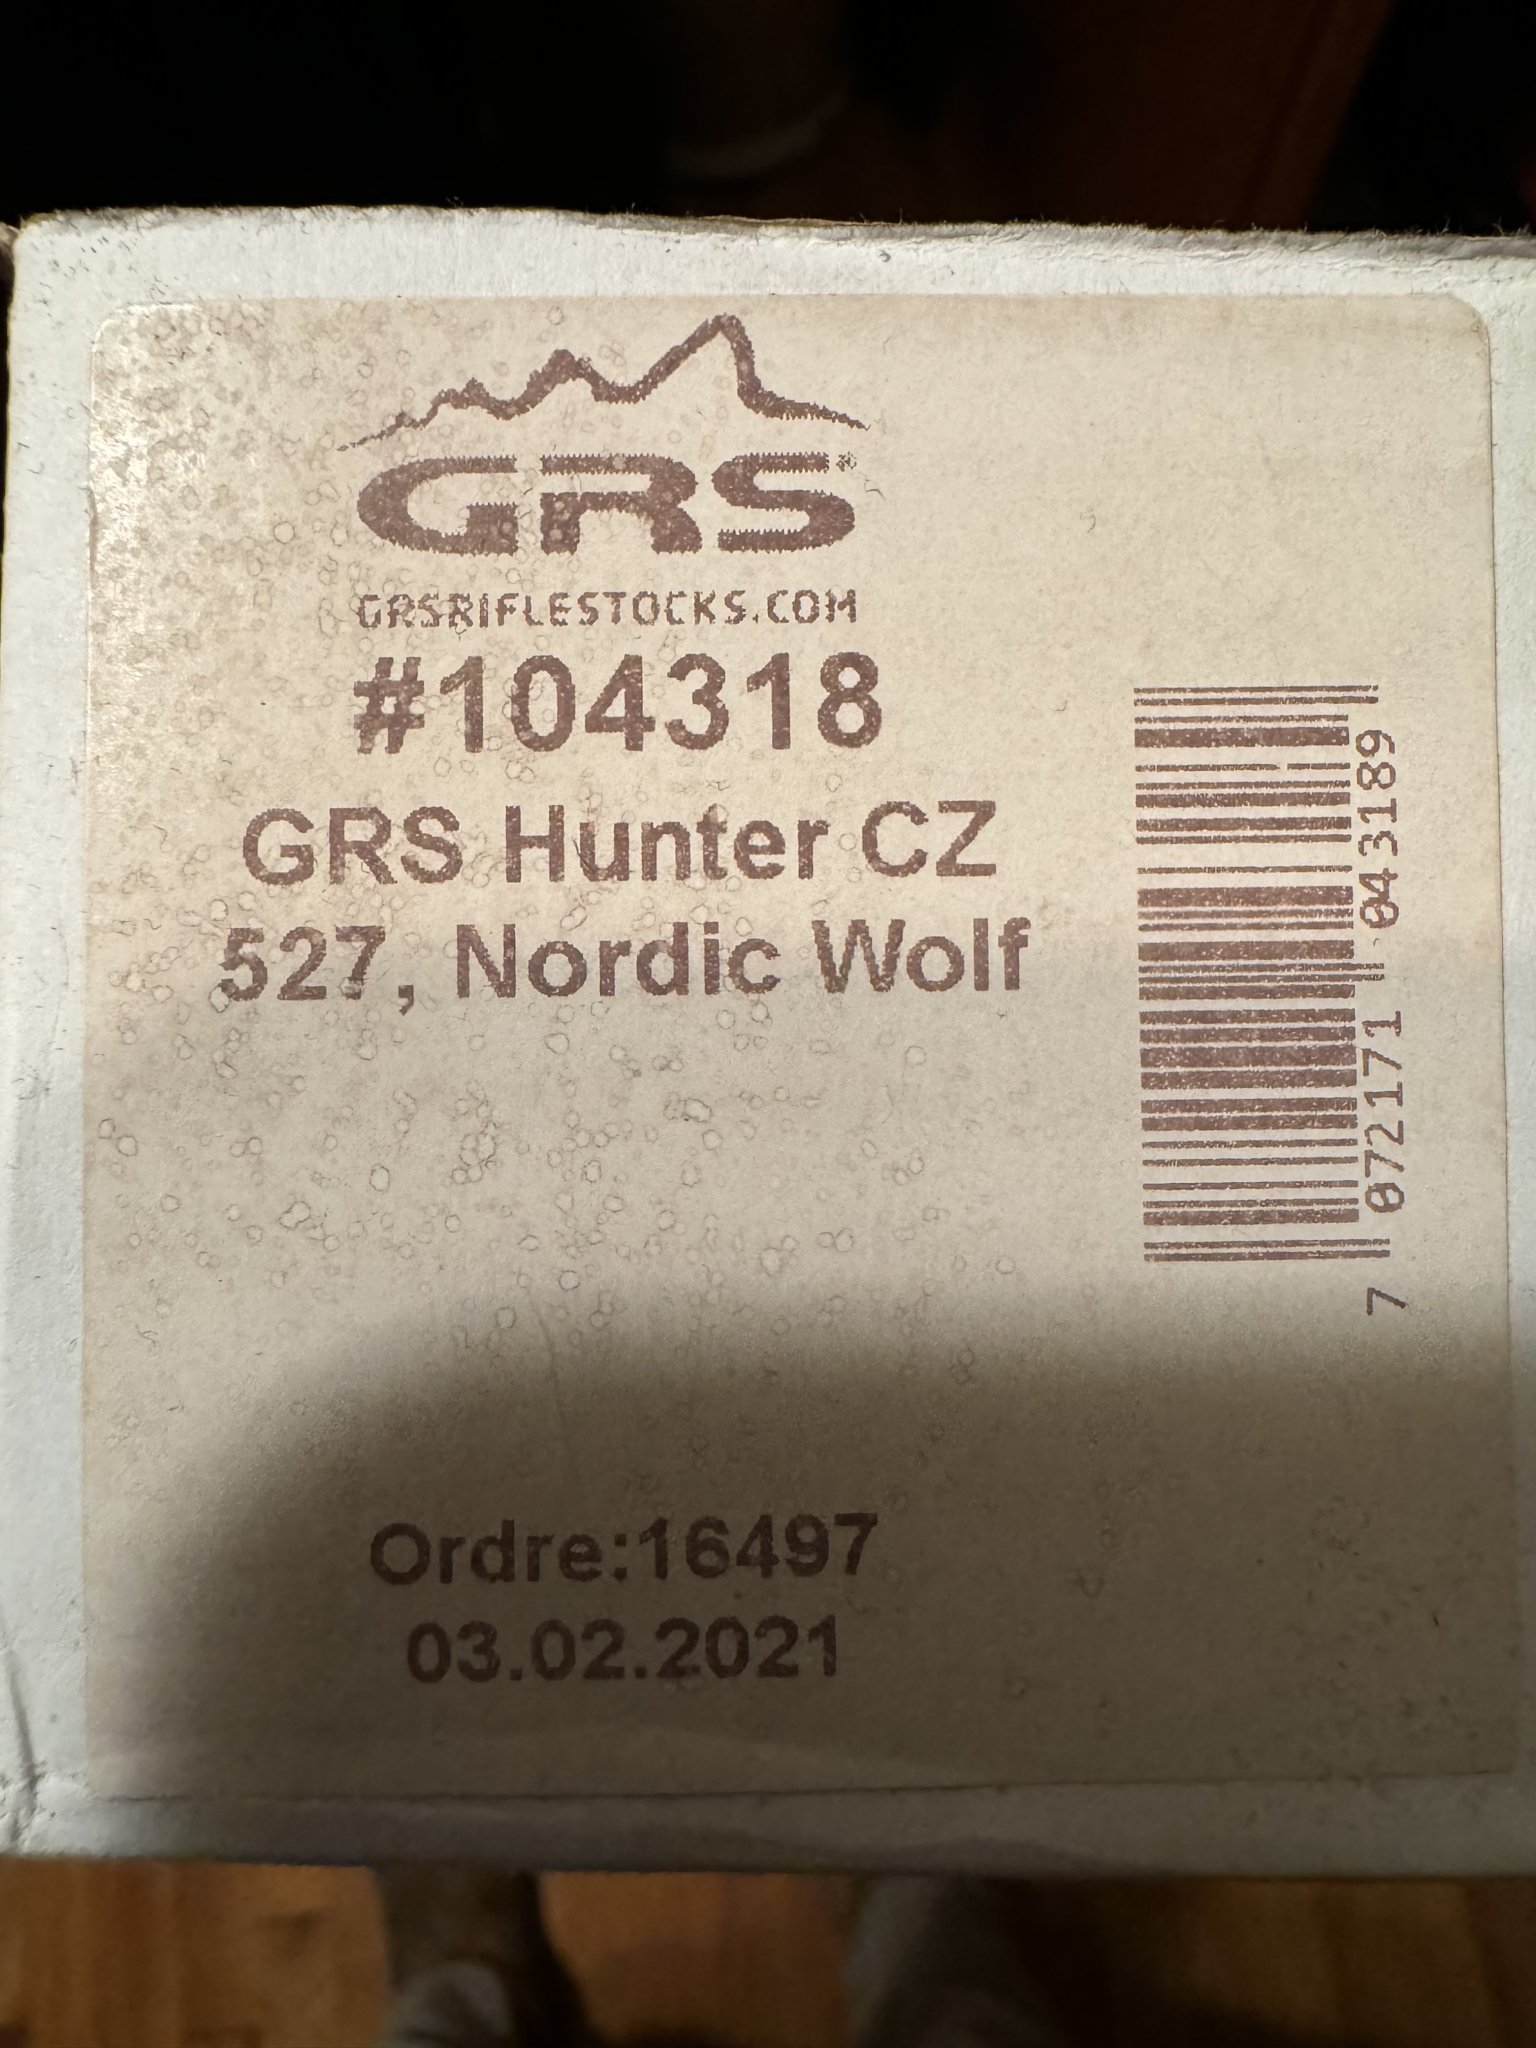 GRS®
GRSRIFLESTOCKS.COM
#104318
GRS Hunter CZ
527, Nordic Wolf
7 072171 043189
Ordre:16497
03.02.2021